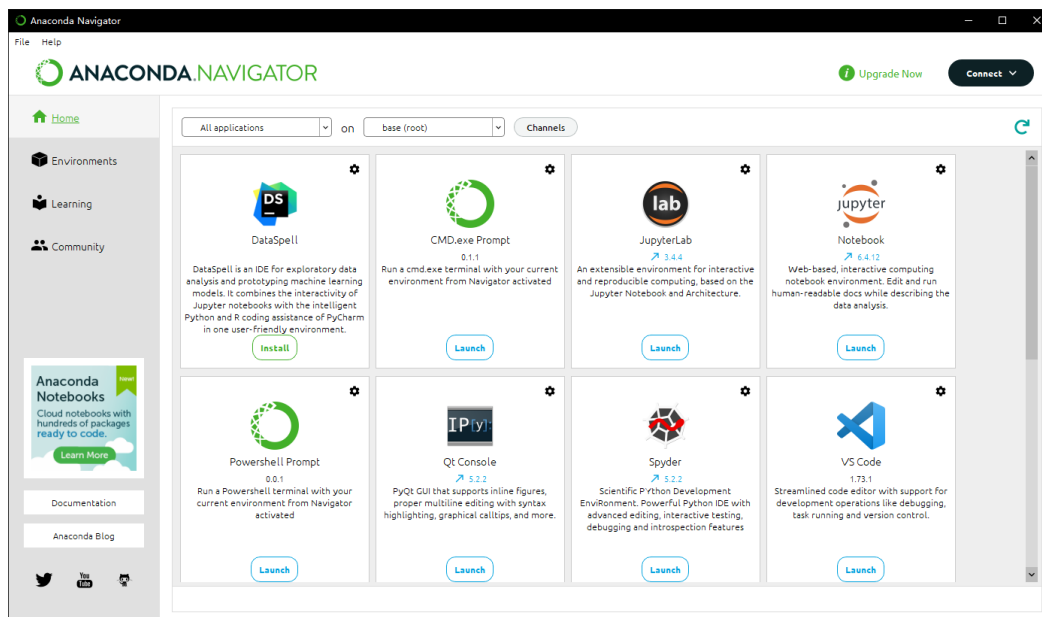 Anaconda Navigator
File Help
ANACONDA.NAVIGATOR
i Upgrade Now
Connect
Home
Environments
Learning
Community
All applications on base (root) Channels
DS
DataSpell
DataSpell is an IDE for exploratory data
analysis and prototyping machine learning
models. It combines the interactivity of
Jupyter notebooks with the intelligent
Python and R coding assistance of PyCharm
in one user-friendly environment.
Install
CMD.exe Prompt
0.1.1
Run a cmd.exe terminal with your current
environment from Navigator activated
Launch
lab
JupyterLab
3.4.4
An extensible environment for interactive
and reproducible computing, based on the
Jupyter Notebook and Architecture.
Launch
jupyter
Notebook
6.4.12
Web-based, interactive computing
notebook environment. Edit and run
human-readable docs while describing the
data analysis.
Launch
Powershell Prompt
0.0.1
Run a Powershell terminal with your
current environment from Navigator
activated
Launch
IP[y]:
Qt Console
5.2.2
PyQt GUI that supports inline figures,
proper multiline editing with syntax
highlighting, graphical calltips, and more.
Launch
Spyder
5.2.2
Scientific PYthon Development
EnviRonment. Powerful Python IDE with
advanced editing, interactive testing,
debugging and introspection features
Launch
VS Code
1.73.1
Streamlined code editor with support for
development operations like debugging,
task running and version control.
Launch
Anaconda
Notebooks
New!
Cloud notebooks with
hundreds of packages
ready to code.
Learn More
Documentation
Anaconda Blog
You
Tube